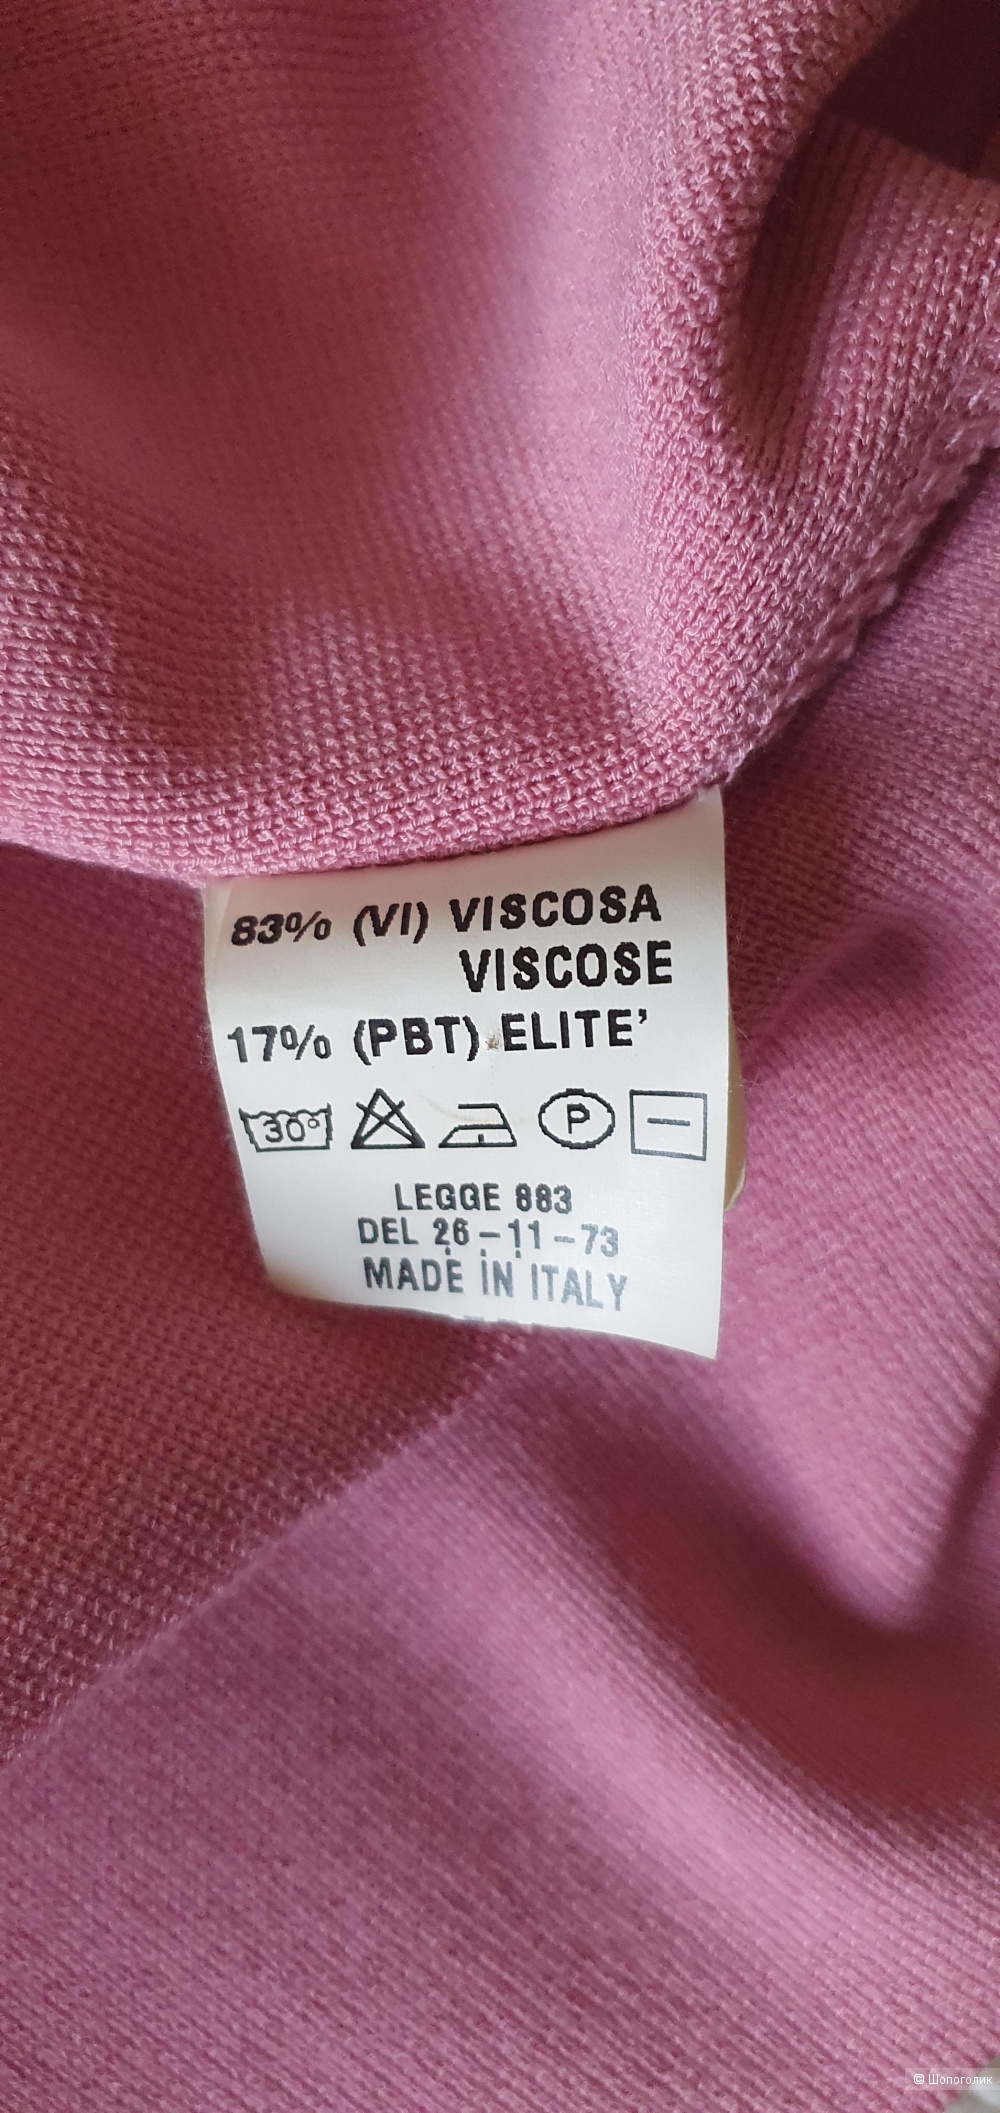 83% (VI) VISCOSA
VISCOSE
17% (PBT) ELITE’
30°
P
LEGGE 883
DEL 26-11-73
MADE IN ITALY
© Шопоголик